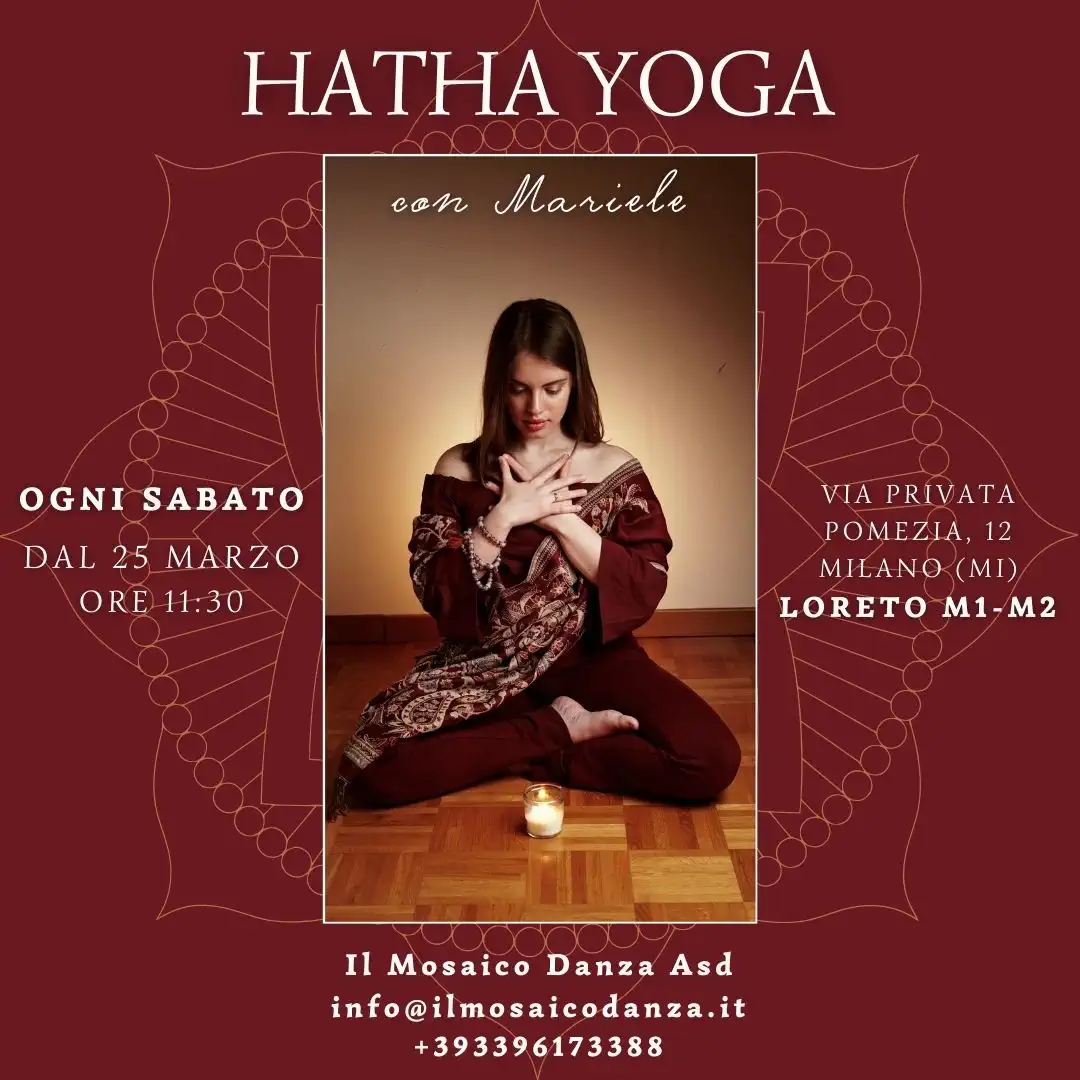 HATHA YOGA
con Mariele
OGNI SABATO
DAL 25 MARZO
ORE 11:30
VIA PRIVATA
POMEZIA, 12
MILANO (MI)
LORETO M1-M2
Il Mosaico Danza Asd
info@ilmosaicodanza.it
+393396173388